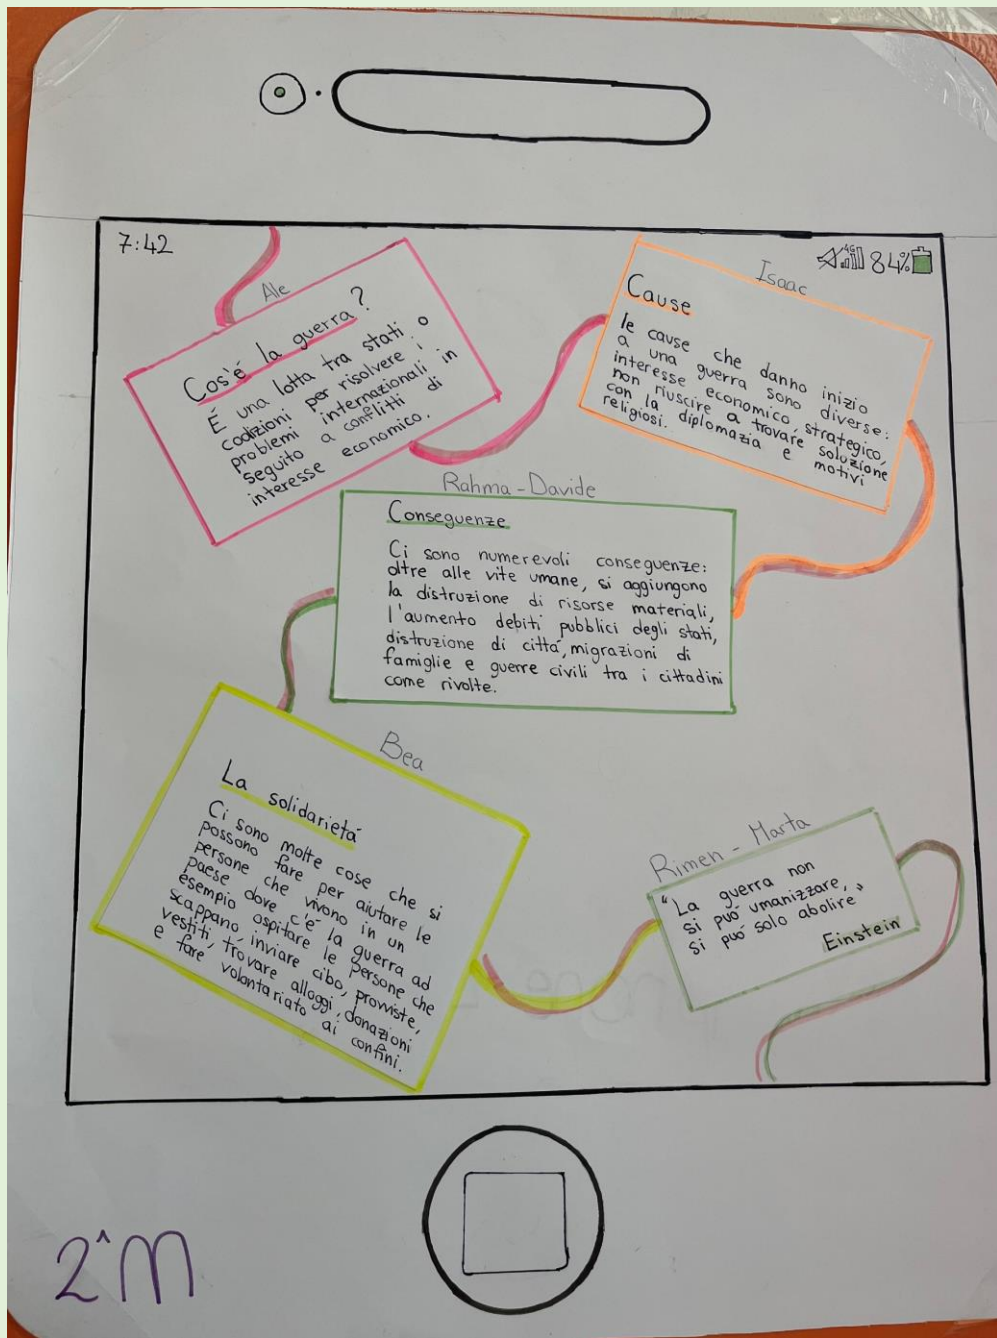 7:42
4G 84%
Ale
Cos'é la guerra?
É una lotta tra stati o
coalizioni per risolvere i
problemi internazionali in
seguito a conflitti di
interesse economico.
Isaac
Cause
le cause che danno inizio
a una guerra sono diverse:
interesse economico, strategico,
non riuscire a trovare soluzione
con la diplomazia e motivi
religiosi.
Rahma-Davide
Conseguenze
Ci sono numerevoli conseguenze:
oltre alle vite umane, si aggiungono
la distruzione di risorse materiali,
l'aumento debiti pubblici degli stati,
distruzione di cittá, migrazioni di
famiglie e guerre civili tra i cittadini
come rivolte.
Bea
La solidarietá
Ci sono molte cose che si
possono fare per aiutare le
persone che vivono in un
paese dove c'é la guerra ad
esempio ospitare le persone che
scappano, inviare cibo, provviste,
vestiti, trovare alloggi, donazioni
e fare volontariato ai confini.
Rimen - Marta
"La guerra non
si puó umanizzare,
si puó solo abolire"
Einstein
2^M